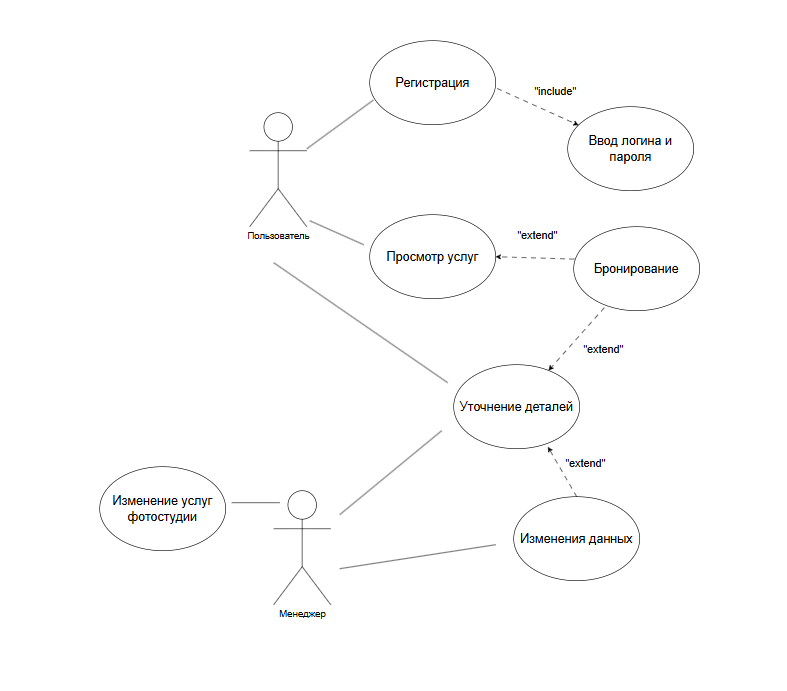 Регистрация
"include"
Ввод логина и
пароля
Пользователь
Просмотр услуг
"extend"
Бронирование
"extend"
Уточнение деталей
"extend"
Изменение услуг
фотостудии
Изменения данных
Менеджер